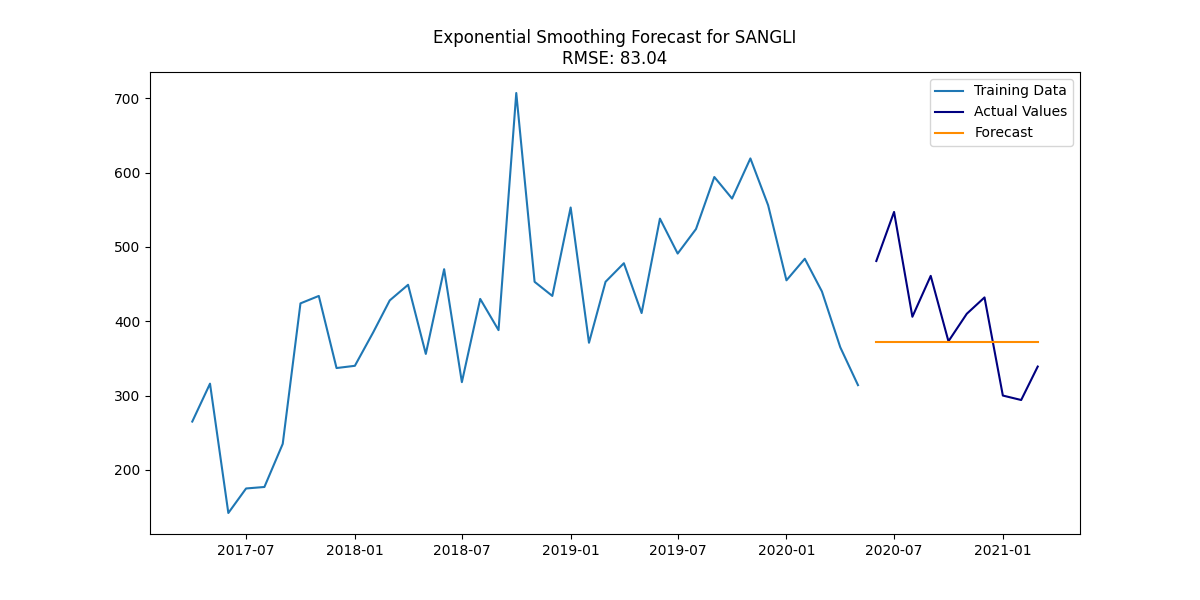 Exponential Smoothing Forecast for SANGLI
RMSE: 83.04
Training Data
Actual Values
Forecast
700
600
500
400
300
200
2017-07
2018-01
2018-07
2019-01
2019-07
2020-01
2020-07
2021-01